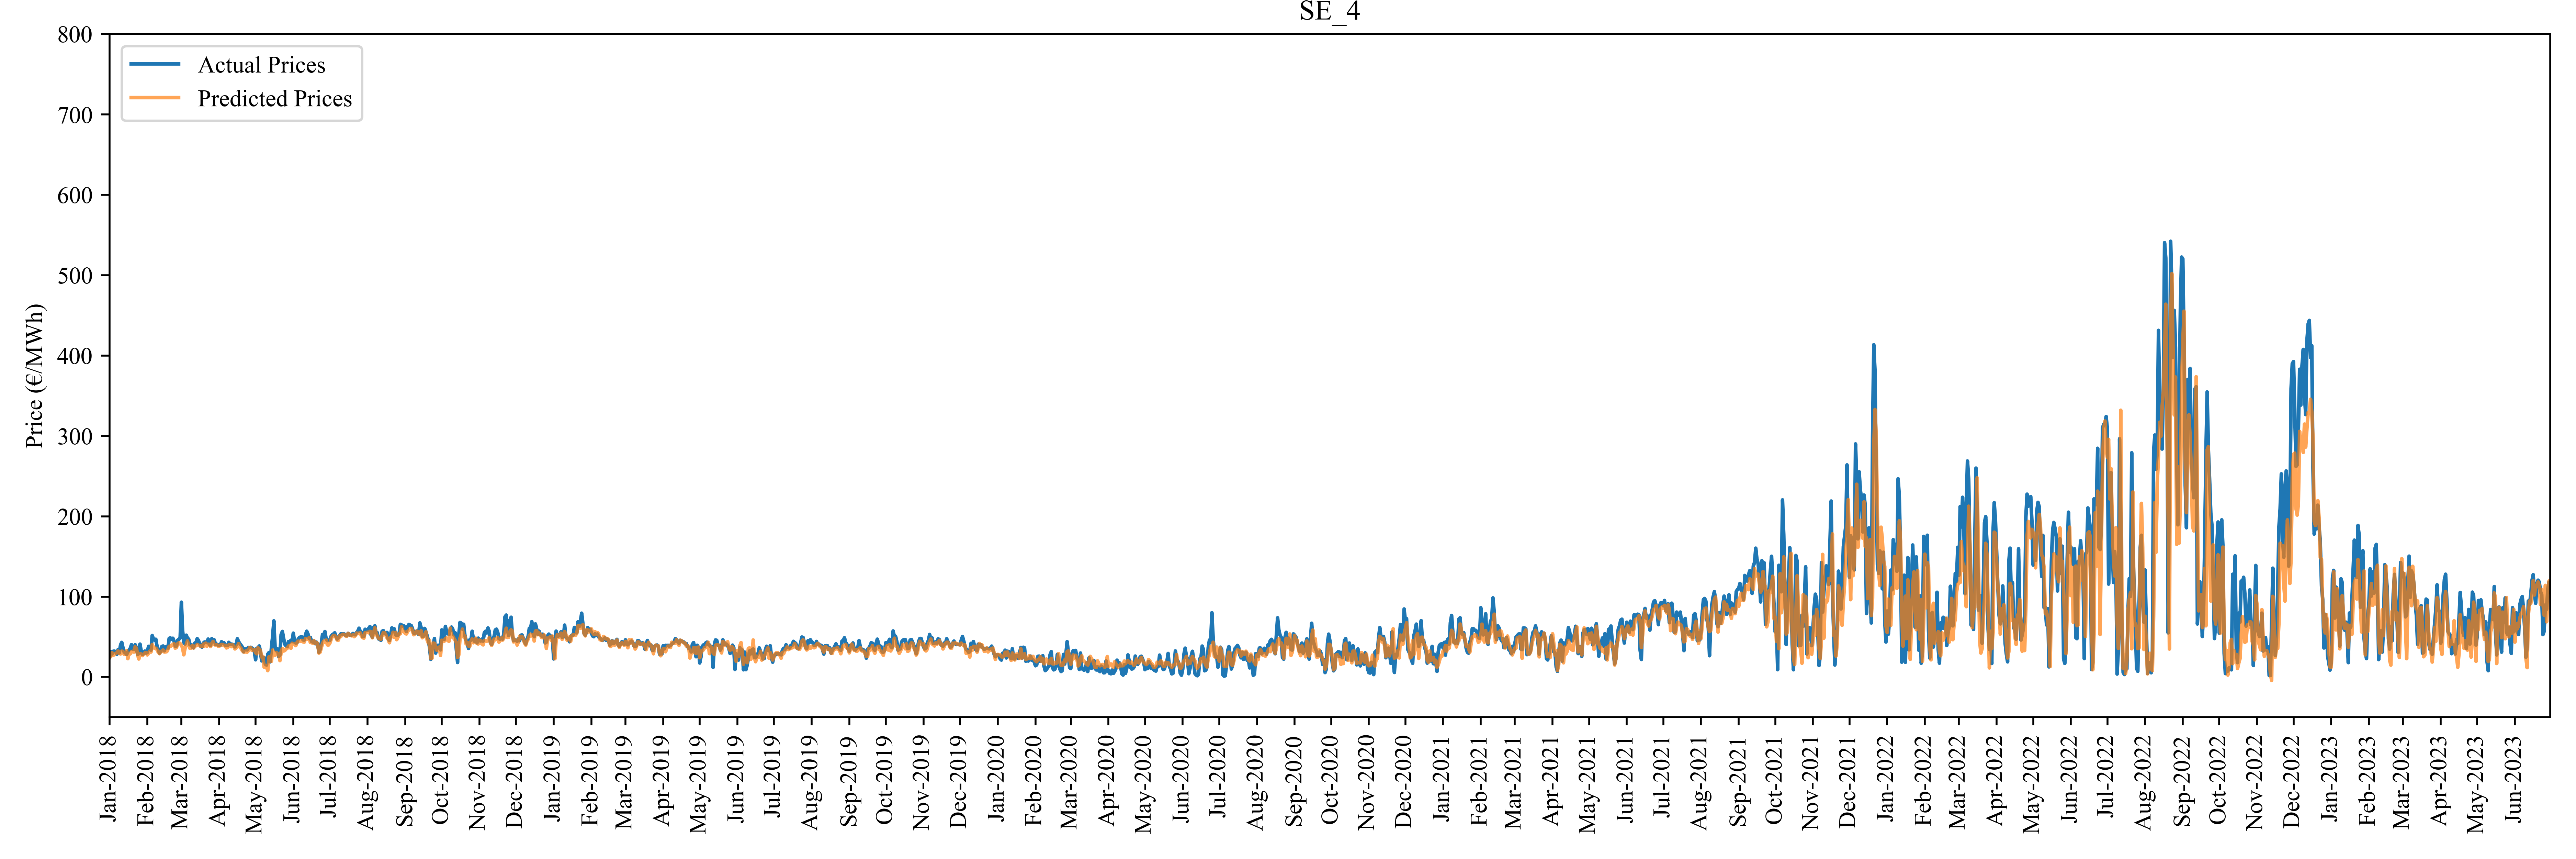 SE_4
Actual Prices
Predicted Prices
Price (€/MWh)
800
700
600
500
400
300
200
100
0
Jan-2018
Feb-2018
Mar-2018
Apr-2018
May-2018
Jun-2018
Jul-2018
Aug-2018
Sep-2018
Oct-2018
Nov-2018
Dec-2018
Jan-2019
Feb-2019
Mar-2019
Apr-2019
May-2019
Jun-2019
Jul-2019
Aug-2019
Sep-2019
Oct-2019
Nov-2019
Dec-2019
Jan-2020
Feb-2020
Mar-2020
Apr-2020
May-2020
Jun-2020
Jul-2020
Aug-2020
Sep-2020
Oct-2020
Nov-2020
Dec-2020
Jan-2021
Feb-2021
Mar-2021
Apr-2021
May-2021
Jun-2021
Jul-2021
Aug-2021
Sep-2021
Oct-2021
Nov-2021
Dec-2021
Jan-2022
Feb-2022
Mar-2022
Apr-2022
May-2022
Jun-2022
Jul-2022
Aug-2022
Sep-2022
Oct-2022
Nov-2022
Dec-2022
Jan-2023
Feb-2023
Mar-2023
Apr-2023
May-2023
Jun-2023